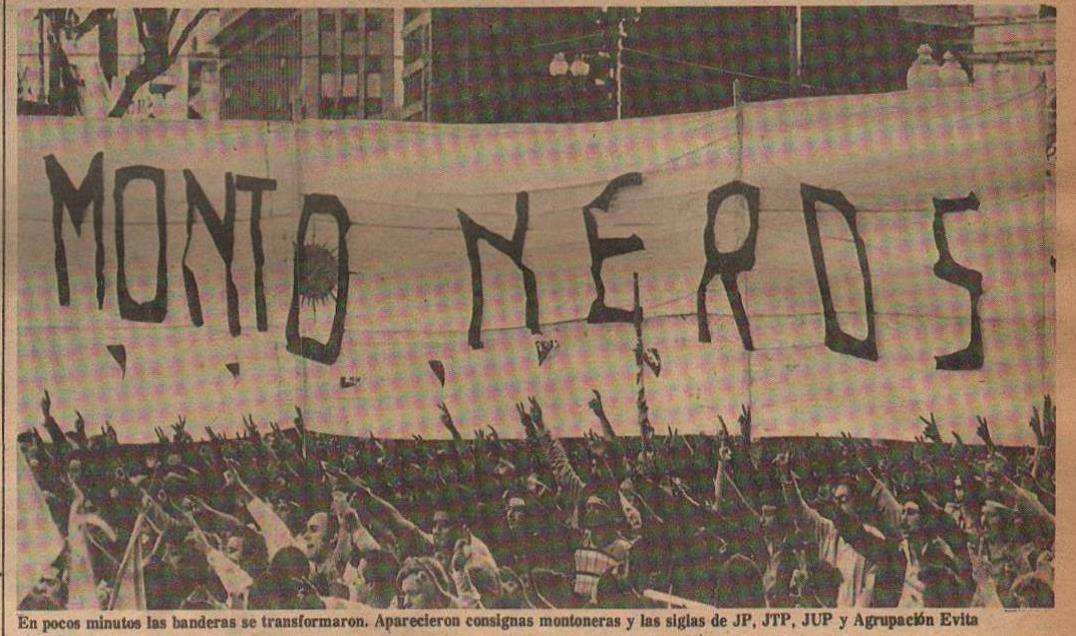 MONTONEROS
En pocos minutos las banderas se transformaron. Aparecieron consignas montoneras y las siglas de JP, JTP, JUP y Agrupación Evita